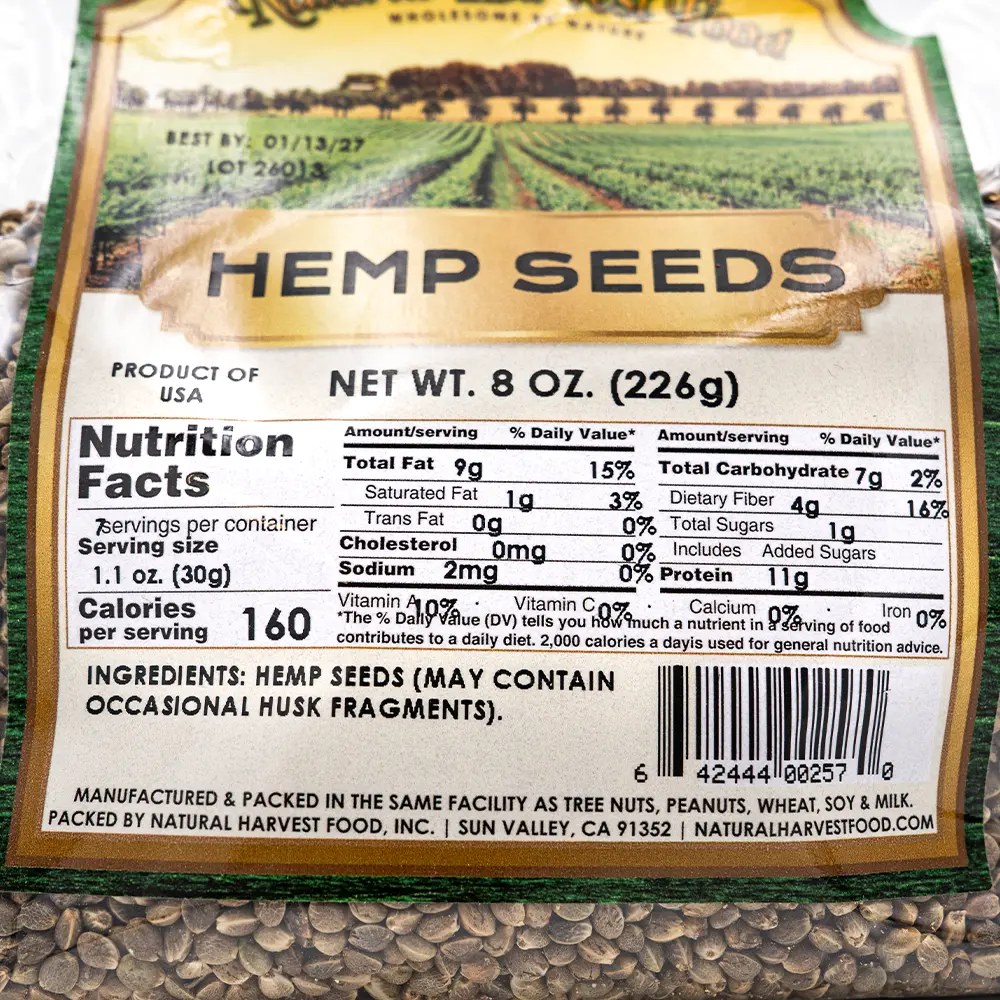 Natural Harvest Food
WHOLESOME BY NATURE
BEST BY: 01/13/27
LOT 26013
HEMP SEEDS
PRODUCT OF
USA
NET WT. 8 OZ. (226g)
Nutrition
Facts
7servings per container
Serving size
1.1 oz. (30g)
Calories
per serving 160
Amount/serving % Daily Value*
Total Fat 9g 15%
Saturated Fat 1g 3%
Trans Fat 0g 0%
Cholesterol 0mg 0%
Sodium 2mg 0%
Amount/serving % Daily Value*
Total Carbohydrate 7g 2%
Dietary Fiber 4g 16%
Total Sugars 1g
Includes Added Sugars
Protein 11g
Vitamin A 10% · Vitamin C 0% · Calcium 0% · Iron 0%
*The % Daily Value (DV) tells you how much a nutrient in a serving of food
contributes to a daily diet. 2,000 calories a dayis used for general nutrition advice.
INGREDIENTS: HEMP SEEDS (MAY CONTAIN
OCCASIONAL HUSK FRAGMENTS).
6 42444 00257 0
MANUFACTURED & PACKED IN THE SAME FACILITY AS TREE NUTS, PEANUTS, WHEAT, SOY & MILK.
PACKED BY NATURAL HARVEST FOOD, INC. | SUN VALLEY, CA 91352 | NATURALHARVESTFOOD.COM